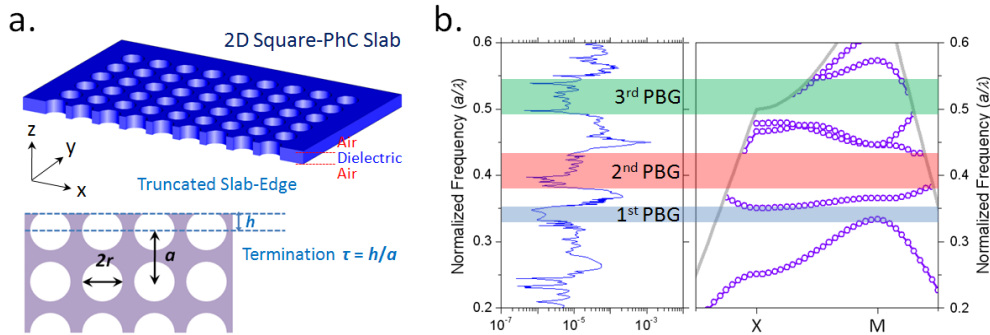 a.
2D Square-PhC Slab
z
y
x
Air
Dielectric
Air
Truncated Slab-Edge
h
2r
a
Termination τ = h/a
b.
Normalized Frequency (a/λ)
0.6
0.5
0.4
0.3
0.2
10⁻⁷
10⁻⁵
10⁻³
3rd PBG
2nd PBG
1st PBG
X
M
0.6
0.5
0.4
0.3
0.2
Normalized Frequency (a/λ)